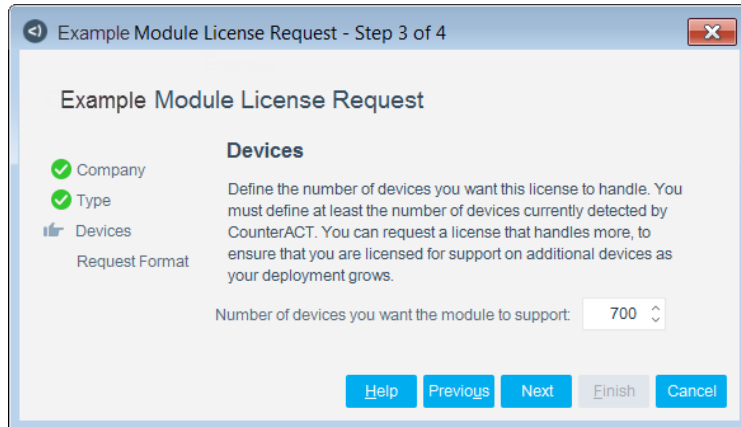 Example Module License Request - Step 3 of 4
Example Module License Request
Company
Type
Devices
Request Format
Devices
Define the number of devices you want this license to handle. You
must define at least the number of devices currently detected by
CounterACT. You can request a license that handles more, to
ensure that you are licensed for support on additional devices as
your deployment grows.
Number of devices you want the module to support: 700
Help Previous Next Finish Cancel